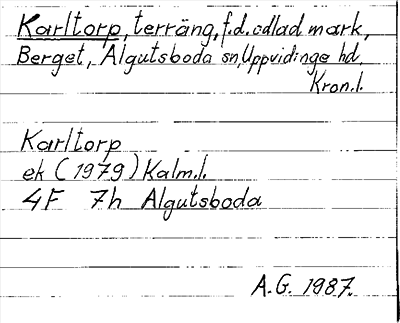 Karltorp, terräng, f.d. odlad mark,
Berget, Algutsboda sn, Uppvidinge hd,
Kron.l.
Karltorp
ek (1979) Kalm.l.
4F 7h Algutsboda
A.G. 1987.